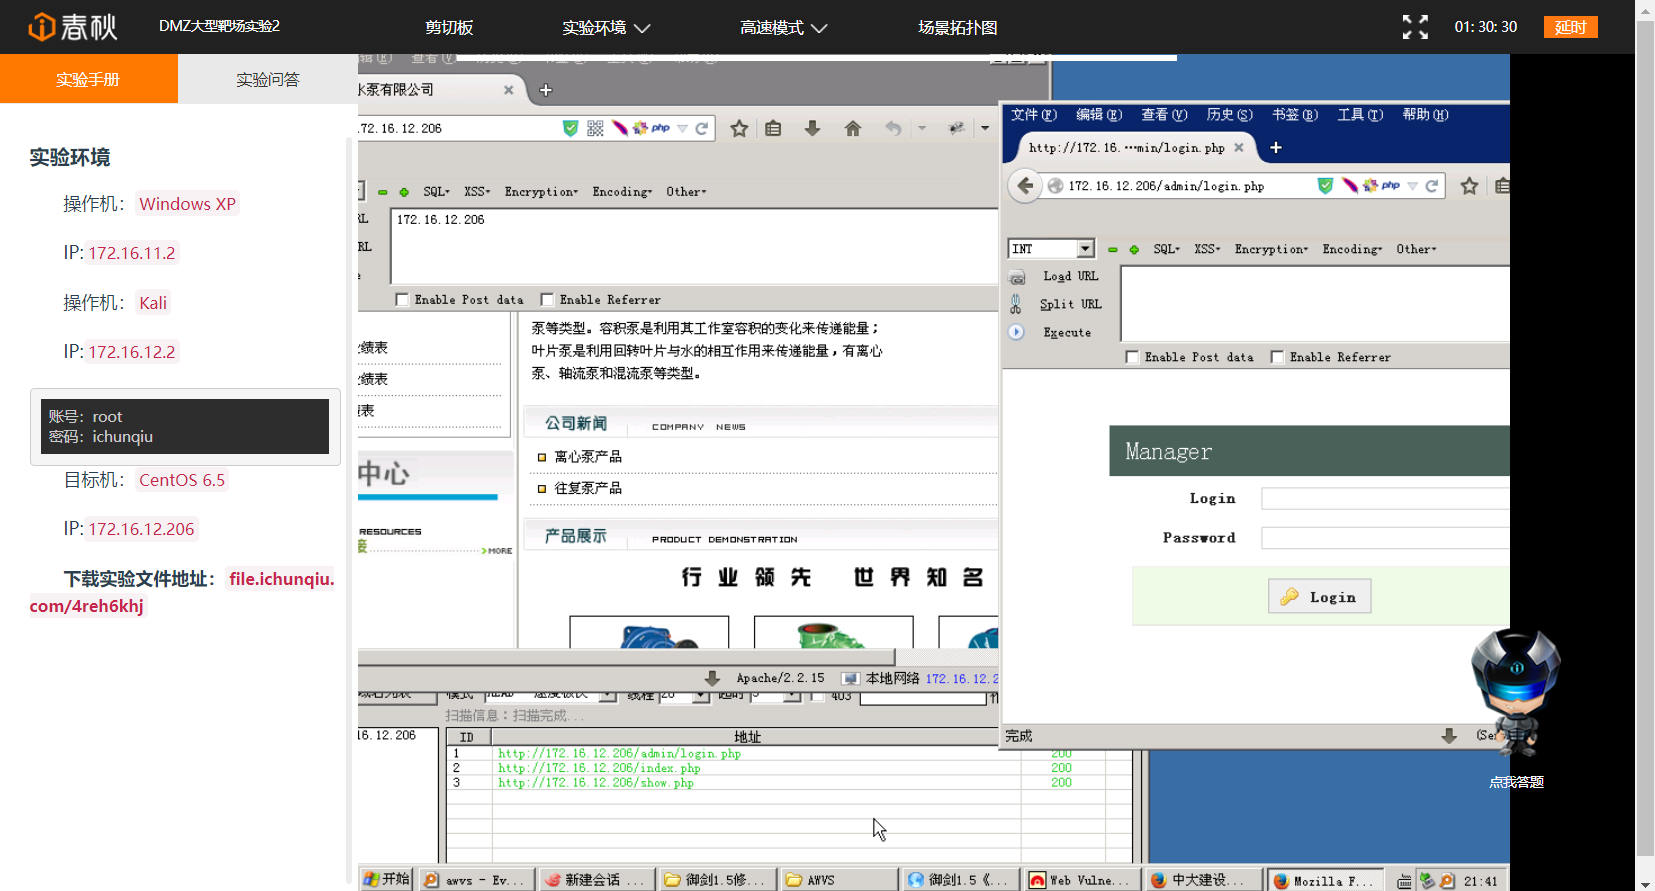 i春秋
DMZ大型靶场实验2
剪切板
实验环境
高速模式
场景拓扑图
01: 30: 30
延时
实验手册
实验问答
实验环境
操作机： Windows XP
IP: 172.16.11.2
操作机： Kali
IP: 172.16.12.2
账号：root
密码：ichunqiu
目标机： CentOS 6.5
IP: 172.16.12.206
下载实验文件地址： file.ichunqiu.
com/4reh6khj
水泵有限公司
172.16.12.206
php
SQL▾ XSS▾ Encryption▾ Encoding▾ Other▾
172.16.12.206
Enable Post data
Enable Referrer
泵等类型。容积泵是利用其工作室容积的变化来传递能量；
叶片泵是利用回转叶片与水的相互作用来传递能量，有离心
泵、轴流泵和混流泵等类型。
绩表
绩表
表
公司新闻 COMPANY NEWS
离心泵产品
往复泵产品
中心
RESOURCES
MORE
产品展示 PRODUCT DEMONSTRATION
行业领先 世界知名
Apache/2.2.15
本地网络 172.16.12.2
403
扫描信息：扫描完成...
16.12.206
ID 地址
1 http://172.16.12.206/admin/login.php 200
2 http://172.16.12.206/index.php 200
3 http://172.16.12.206/show.php 200
文件(F) 编辑(E) 查看(V) 历史(S) 书签(B) 工具(T) 帮助(H)
http://172.16.···min/login.php
172.16.12.206/admin/login.php
php
INT
SQL▾ XSS▾ Encryption▾ Encoding▾ Other▾
Load URL
Split URL
Execute
Enable Post data
Enable Referrer
Manager
Login
Password
Login
完成
(Ser
点我答题
开始
awvs - Ev...
新建会话 ...
御剑1.5修...
AWVS
御剑1.5《...
Web Vulne...
中大建设...
Mozilla F...
21:41